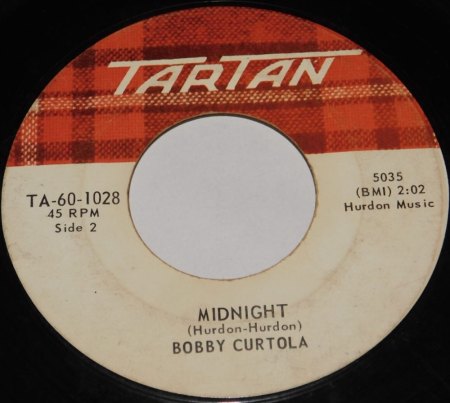 TARTAN
TA-60-1028
45 RPM
Side 2
5035
(BMI) 2:02
Hurdon Music
MIDNIGHT
(Hurdon-Hurdon)
BOBBY CURTOLA